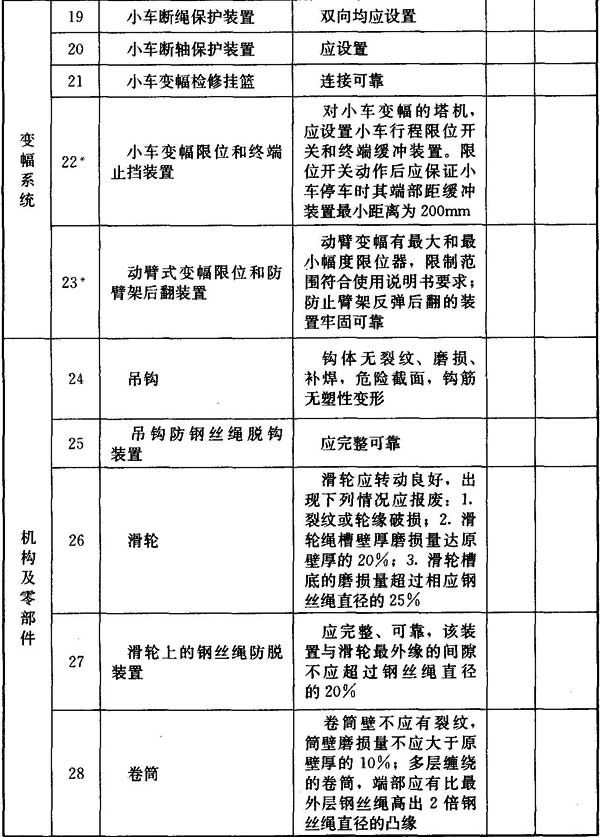 变幅系统
19 小车断绳保护装置 双向均应设置
20 小车断轴保护装置 应设置
21 小车变幅检修挂篮 连接可靠
22* 小车变幅限位和终端
止挡装置
对小车变幅的塔机，
应设置小车行程限位开
关和终端缓冲装置。限
位开关动作后应保证小
车停车时其端部距缓冲
装置最小距离为200mm
23* 动臂式变幅限位和防
臂架后翻装置
动臂变幅有最大和最
小幅度限位器，限制范
围符合使用说明书要求；
防止臂架反弹后翻的装
置牢固可靠
机构及零部件
24 吊钩
钩体无裂纹、磨损、
补焊，危险截面，钩筋
无塑性变形
25 吊钩防钢丝绳脱钩
装置
应完整可靠
26 滑轮
滑轮应转动良好，出
现下列情况应报废：1.
裂纹或轮缘破损；2. 滑
轮绳槽壁厚磨损量达原
壁厚的20%；3. 滑轮槽
底的磨损量超过相应钢
丝绳直径的25%
27 滑轮上的钢丝绳防脱
装置
应完整、可靠，该装
置与滑轮最外缘的间隙
不应超过钢丝绳直径
的20%
28 卷筒
卷筒壁不应有裂纹，
筒壁磨损量不应大于原
壁厚的10%；多层缠绕
的卷筒，端部应有比最
外层钢丝绳高出2倍钢
丝绳直径的凸缘